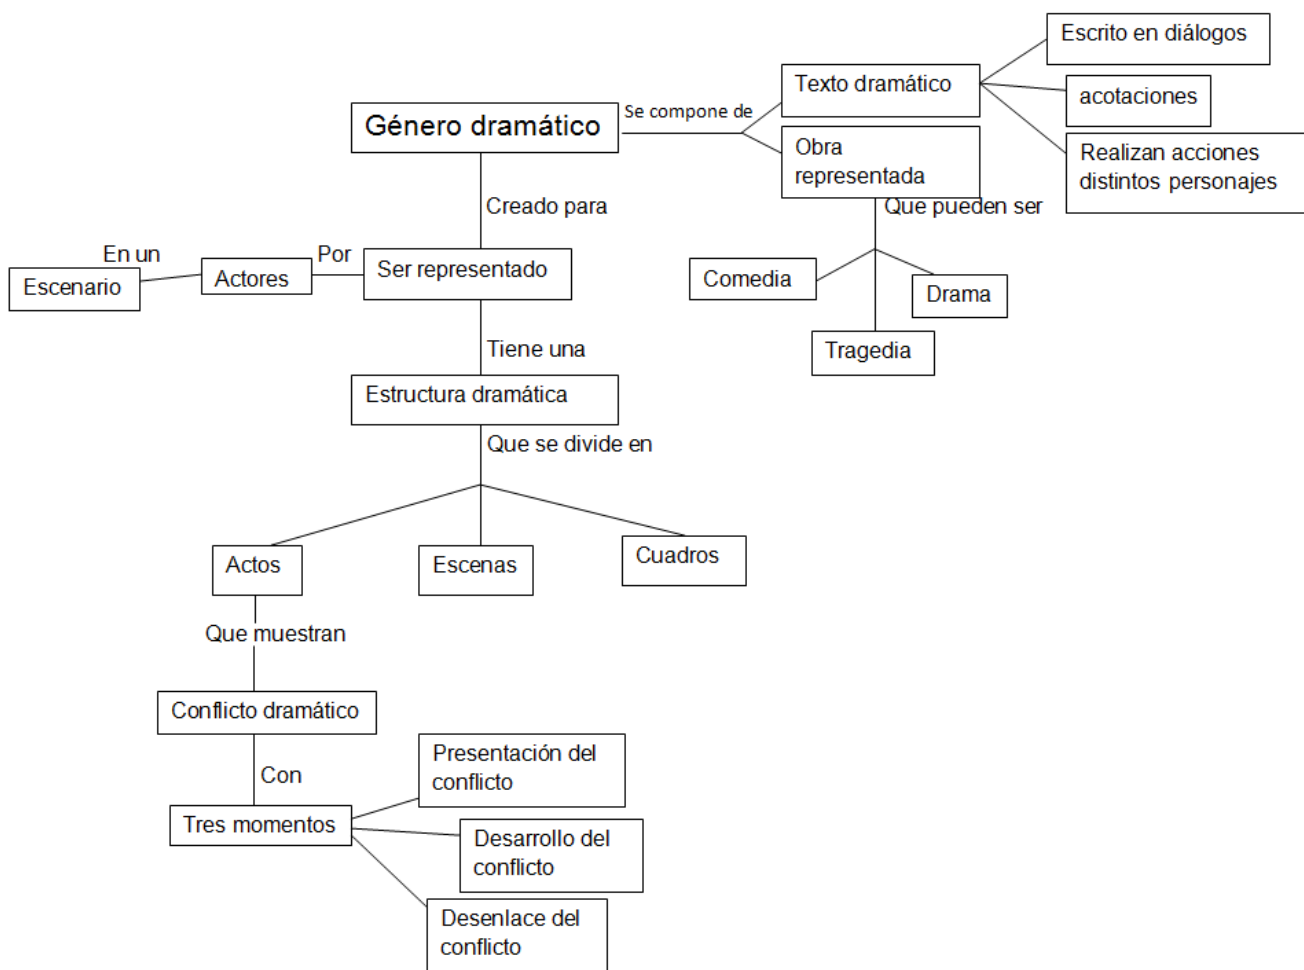 Escrito en diálogos
Texto dramático
acotaciones
Género dramático
Se compone de
Obra
representada
Realizan acciones
distintos personajes
Creado para
Que pueden ser
En un
Por
Escenario
Actores
Ser representado
Comedia
Drama
Tiene una
Tragedia
Estructura dramática
Que se divide en
Actos
Escenas
Cuadros
Que muestran
Conflicto dramático
Con
Presentación del
conflicto
Tres momentos
Desarrollo del
conflicto
Desenlace del
conflicto